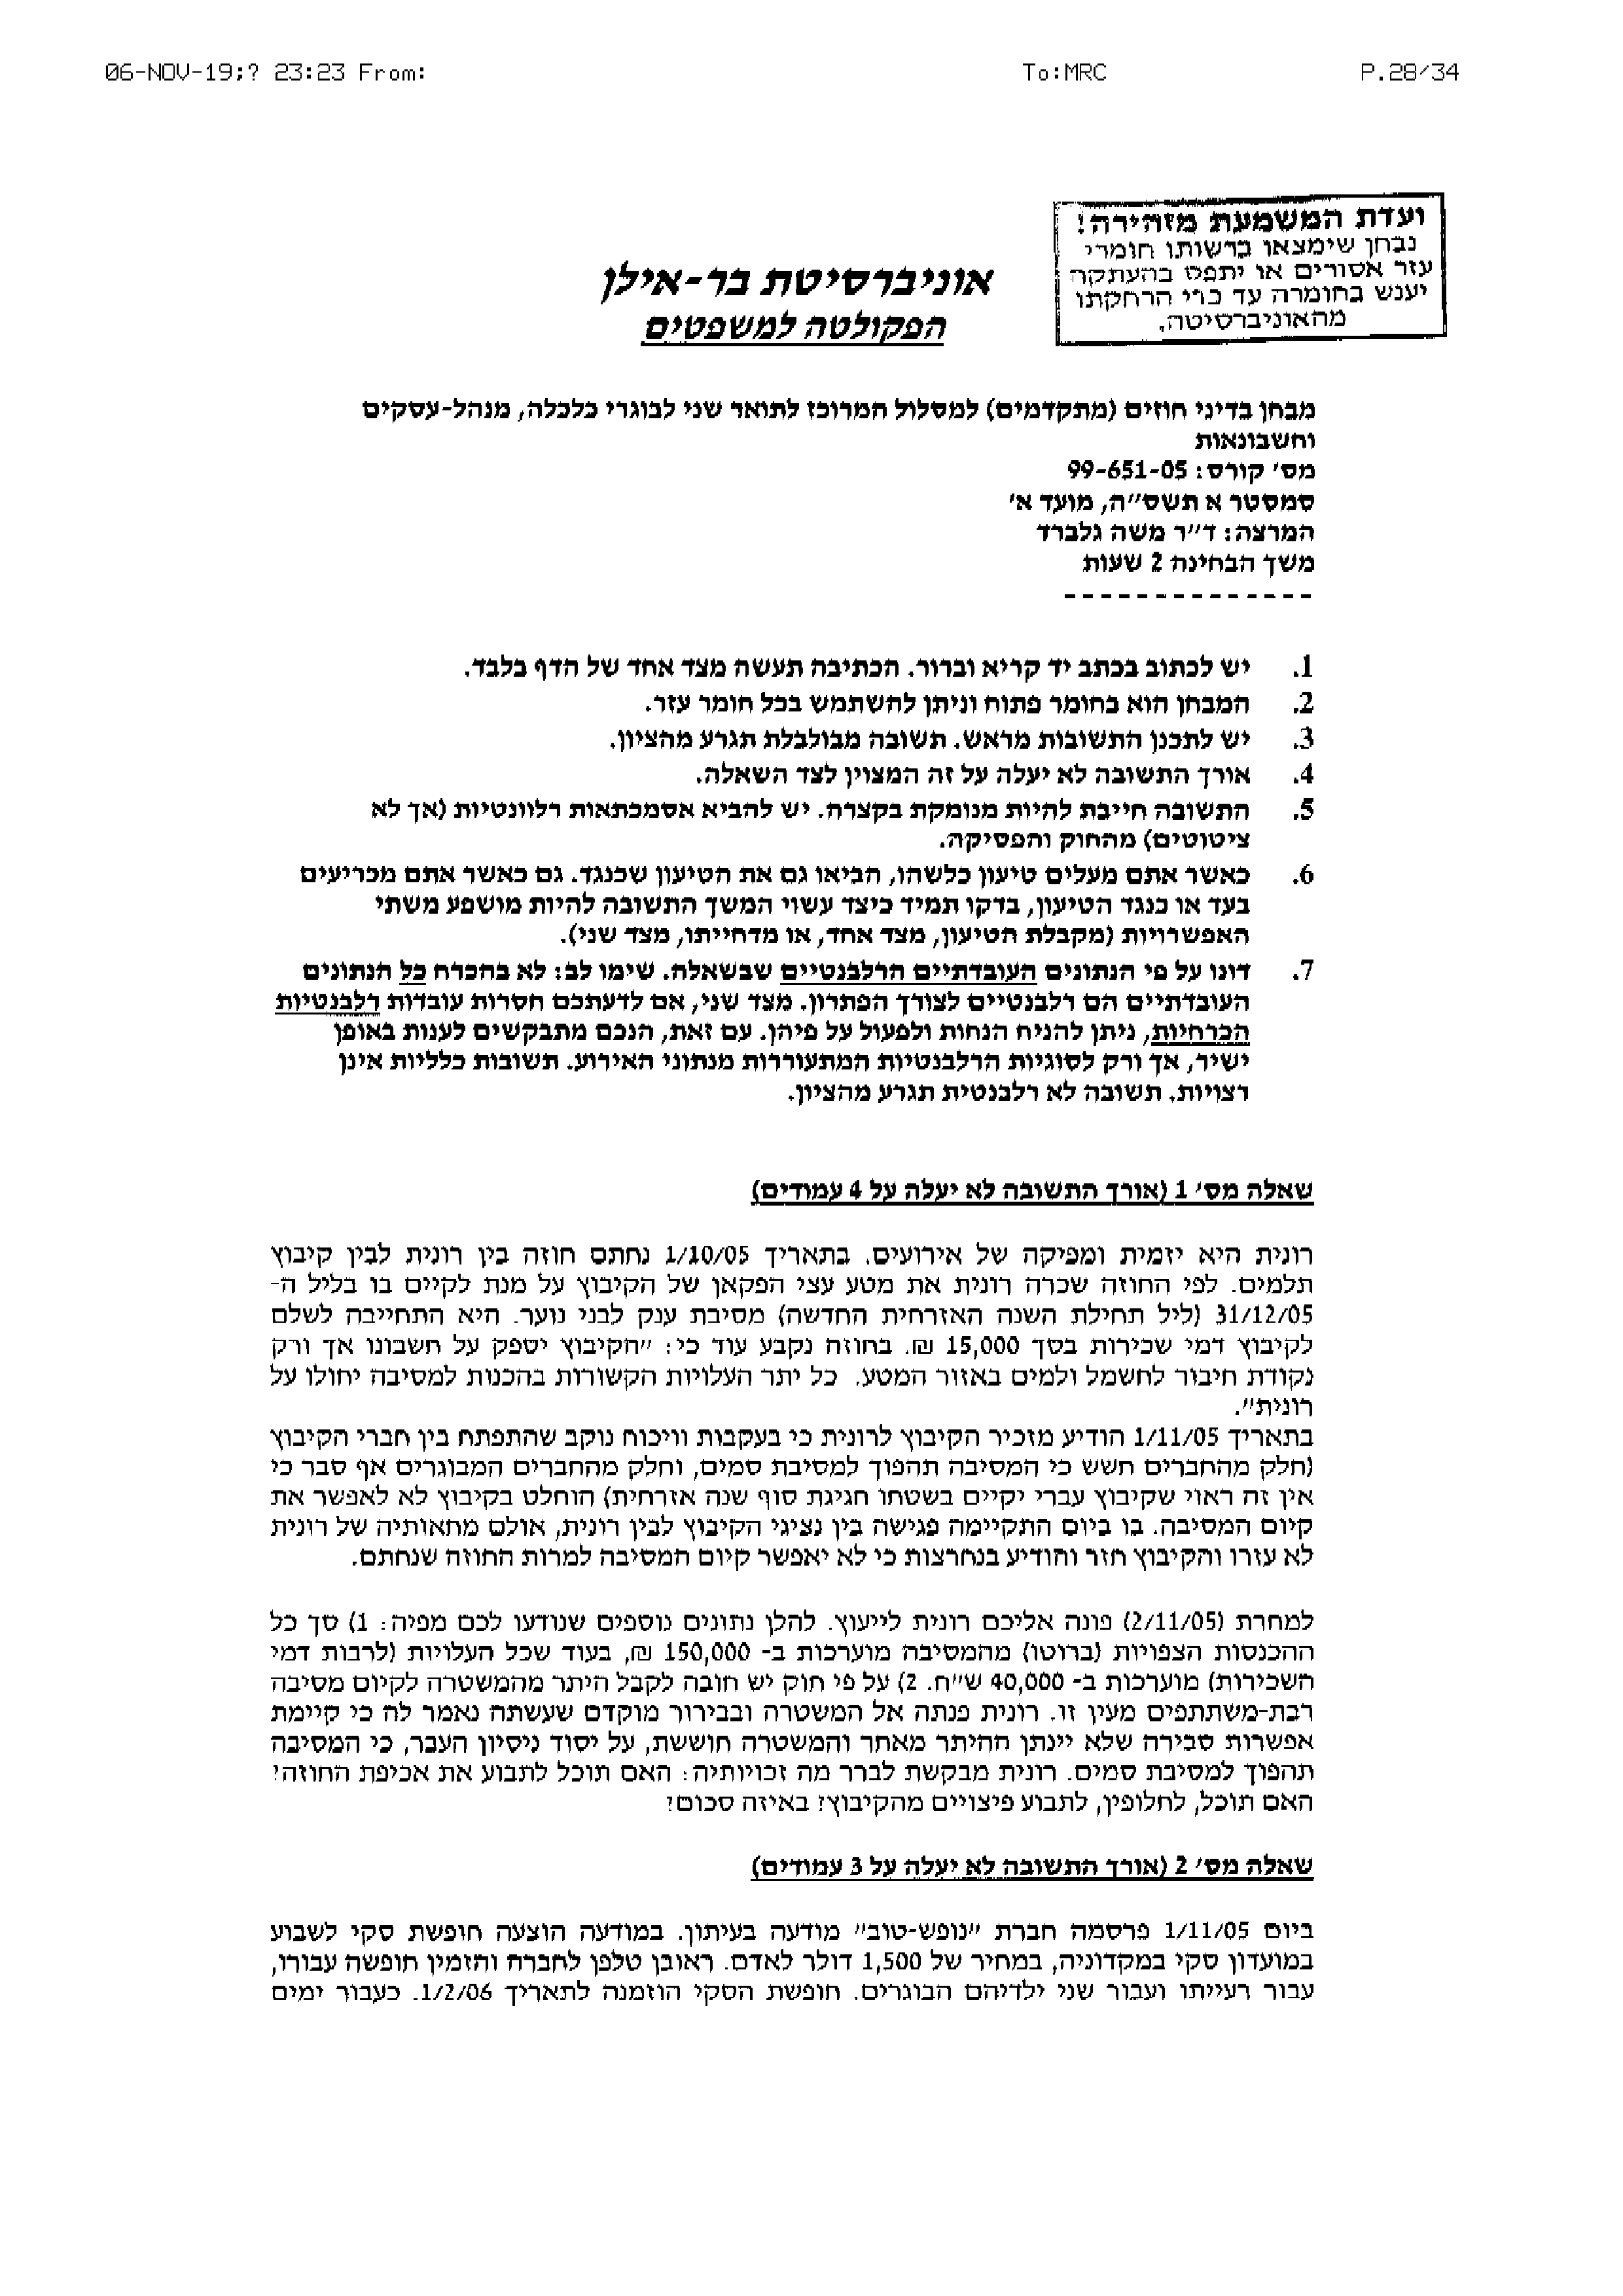 06-NOV-19;? 23:23 From: To:MRC P.28/34
ועדת המשמעת מזהירה!
נבחן שימצאו ברשותו חומרי
עזר אסורים או יתפס בהעתקה
יענש בחומרה עד כדי הרחקתו
מהאוניברסיטה.
אוניברסיטת בר-אילן
הפקולטה למשפטים
מבחן בדיני חוזים (מתקדמים) למסלול המרוכז לתואר שני לבוגרי כלכלה, מנהל-עסקים
וחשבונאות
מס׳ קורס: 99-651-05
סמסטר א תשס״ה, מועד א׳
המרצה: ד״ר משה גלברד
משך הבחינה 2 שעות
- - - - - - - - - - - - - -
1. יש לכתוב בכתב יד קריא וברור. הכתיבה תעשה מצד אחד של הדף בלבד.
2. המבחן הוא בחומר פתוח וניתן להשתמש בכל חומר עזר.
3. יש לתכנן התשובות מראש. תשובה מבולבלת תגרע מהציון.
4. אורך התשובה לא יעלה על זה המצוין לצד השאלה.
5. התשובה חייבת להיות מנומקת בקצרה. יש להביא אסמכתאות רלוונטיות (אך לא
ציטוטים) מהחוק והפסיקה.
6. כאשר אתם מעלים טיעון כלשהו, הביאו גם את הטיעון שכנגד. גם כאשר אתם מכריעים
בעד או כנגד הטיעון, בדקו תמיד כיצד עשוי המשך התשובה להיות מושפע משתי
האפשרויות (מקבלת הטיעון, מצד אחד, או מדחייתו, מצד שני).
7. דונו על פי הנתונים העובדתיים הרלבנטיים שבשאלה. שימו לב: לא בהכרח כל הנתונים
העובדתיים הם רלבנטיים לצורך הפתרון. מצד שני, אם לדעתכם חסרות עובדות רלבנטיות
הכרחיות, ניתן להניח הנחות ולפעול על פיהן. עם זאת, הנכם מתבקשים לענות באופן
ישיר, אך ורק לסוגיות הרלבנטיות המתעוררות מנתוני האירוע. תשובות כלליות אינן
רצויות. תשובה לא רלבנטית תגרע מהציון.
שאלה מס׳ 1 (אורך התשובה לא יעלה על 4 עמודים)
רונית היא יזמית ומפיקה של אירועים. בתאריך 1/10/05 נחתם חוזה בין רונית לבין קיבוץ
תלמים. לפי החוזה שכרה רונית את מטע עצי הפקאן של הקיבוץ על מנת לקיים בו בליל ה-
31/12/05 (ליל תחילת השנה האזרחית החדשה) מסיבת ענק לבני נוער. היא התחייבה לשלם
לקיבוץ דמי שכירות בסך 15,000 ₪. בחוזה נקבע עוד כי: ״הקיבוץ יספק על חשבונו אך ורק
נקודת חיבור לחשמל ולמים באזור המטע. כל יתר העלויות הקשורות בהכנות למסיבה יחולו על
רונית״.
בתאריך 1/11/05 הודיע מזכיר הקיבוץ לרונית כי בעקבות וויכוח נוקב שהתפתח בין חברי הקיבוץ
(חלק מהחברים חשש כי המסיבה תהפוך למסיבת סמים, וחלק מהחברים המבוגרים אף סבר כי
אין זה ראוי שקיבוץ עברי יקיים בשטחו חגיגת סוף שנה אזרחית) הוחלט בקיבוץ לא לאפשר את
קיום המסיבה. בו ביום התקיימה פגישה בין נציגי הקיבוץ לבין רונית, אולם מחאותיה של רונית
לא עזרו והקיבוץ חזר והודיע בנחרצות כי לא יאפשר קיום המסיבה למרות החוזה שנחתם.
למחרת (2/11/05) פונה אליכם רונית לייעוץ. להלן נתונים נוספים שנודעו לכם מפיה: 1) סך כל
ההכנסות הצפויות (ברוטו) מהמסיבה מוערכות ב- 150,000 ₪, בעוד שכל העלויות (לרבות דמי
השכירות) מוערכות ב- 40,000 ש״ח. 2) על פי חוק יש חובה לקבל היתר מהמשטרה לקיום מסיבה
רבת-משתתפים מעין זו. רונית פנתה אל המשטרה ובבירור מוקדם שעשתה נאמר לה כי קיימת
אפשרות סבירה שלא יינתן ההיתר מאחר והמשטרה חוששת, על יסוד ניסיון העבר, כי המסיבה
תהפוך למסיבת סמים. רונית מבקשת לברר מה זכויותיה: האם תוכל לתבוע את אכיפת החוזה?
האם תוכל, לחלופין, לתבוע פיצויים מהקיבוץ? באיזה סכום?
שאלה מס׳ 2 (אורך התשובה לא יעלה על 3 עמודים)
ביום 1/11/05 פרסמה חברת ״נופש-טוב״ מודעה בעיתון. במודעה הוצעה חופשת סקי לשבוע
במועדון סקי במקדוניה, במחיר של 1,500 דולר לאדם. ראובן טלפן לחברה והזמין חופשה עבורו,
עבור רעייתו ועבור שני ילדיהם הבוגרים. חופשת הסקי הוזמנה לתאריך 1/2/06. כעבור ימים